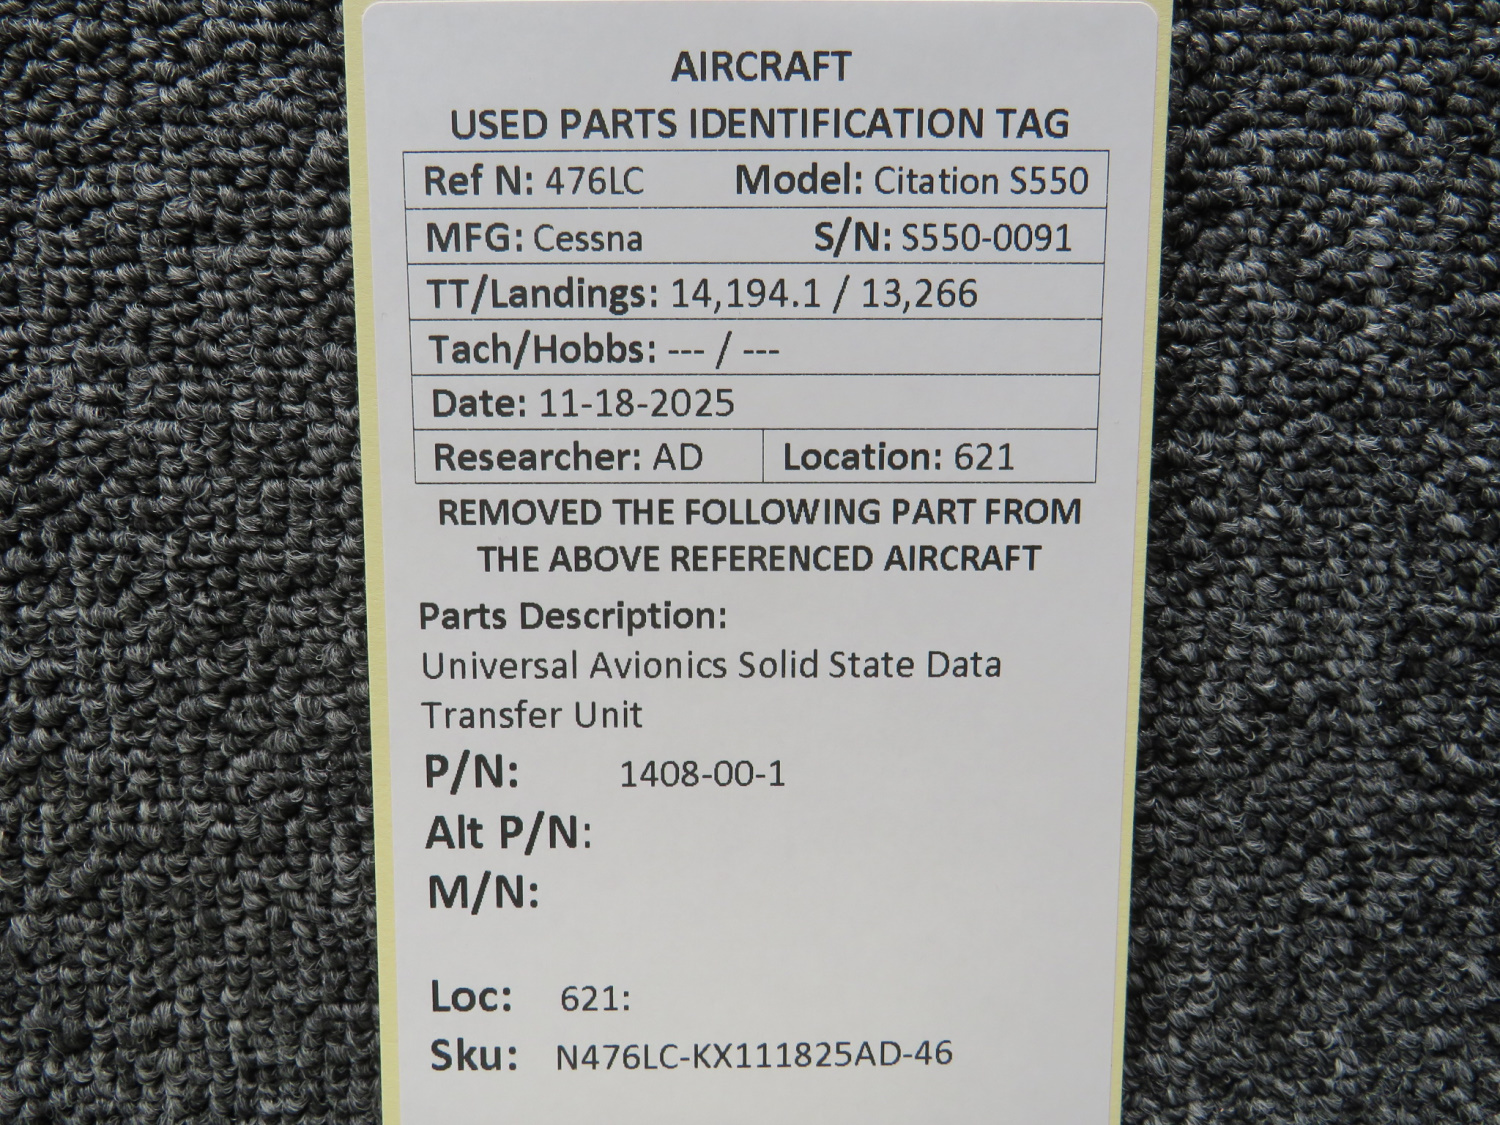 AIRCRAFT
USED PARTS IDENTIFICATION TAG
Ref N: 476LC Model: Citation S550
MFG: Cessna S/N: S550-0091
TT/Landings: 14,194.1 / 13,266
Tach/Hobbs: --- / ---
Date: 11-18-2025
Researcher: AD Location: 621
REMOVED THE FOLLOWING PART FROM
THE ABOVE REFERENCED AIRCRAFT
Parts Description:
Universal Avionics Solid State Data
Transfer Unit
P/N: 1408-00-1
Alt P/N:
M/N:
Loc: 621:
Sku: N476LC-KX111825AD-46